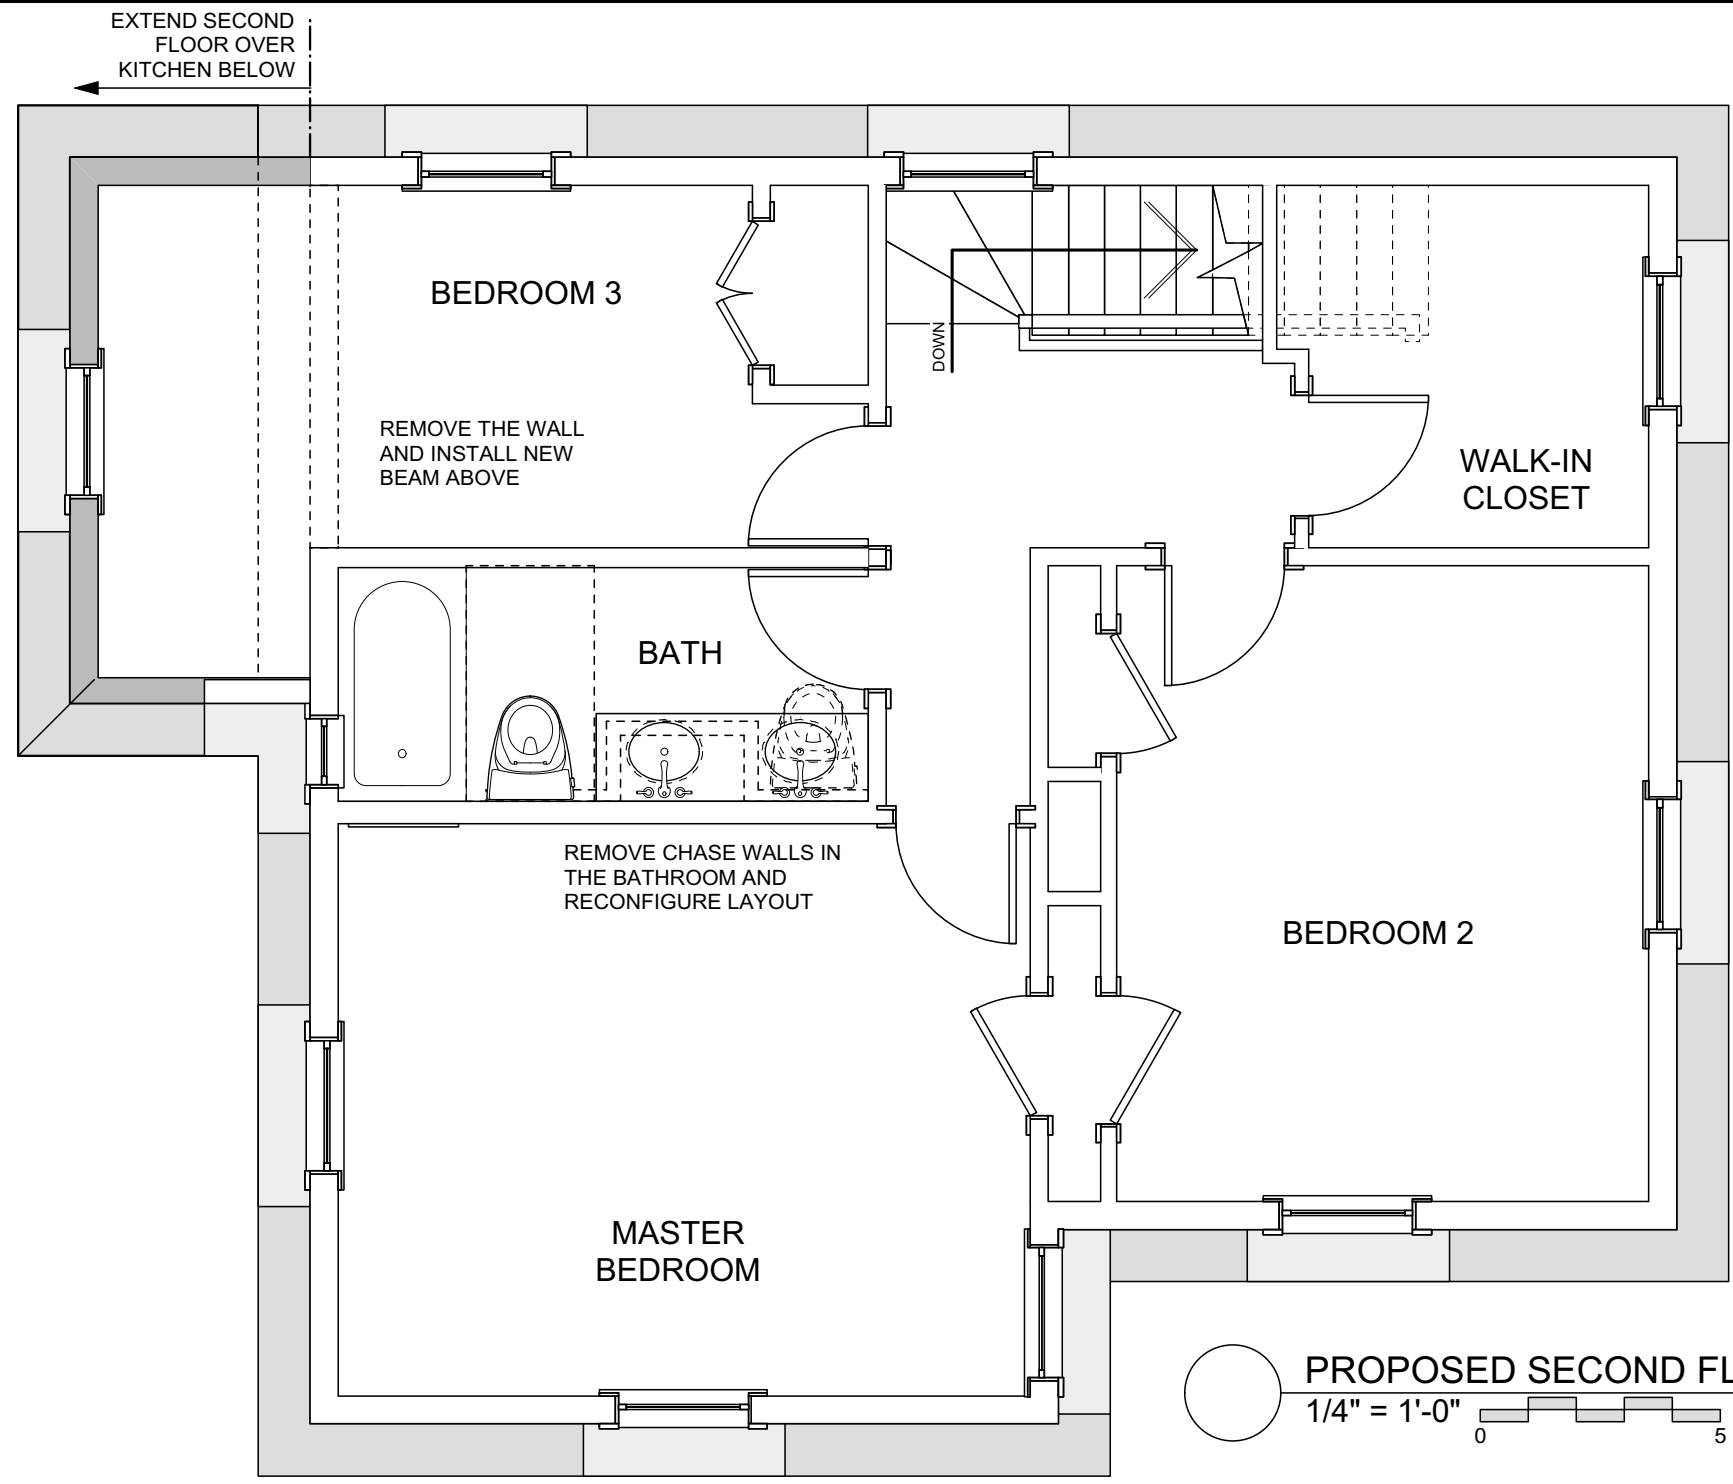 EXTEND SECOND
FLOOR OVER
KITCHEN BELOW
BEDROOM 3
DOWN
REMOVE THE WALL
AND INSTALL NEW
BEAM ABOVE
WALK-IN
CLOSET
BATH
REMOVE CHASE WALLS IN
THE BATHROOM AND
RECONFIGURE LAYOUT
BEDROOM 2
MASTER
BEDROOM
PROPOSED SECOND FL
1/4" = 1'-0"
0 5